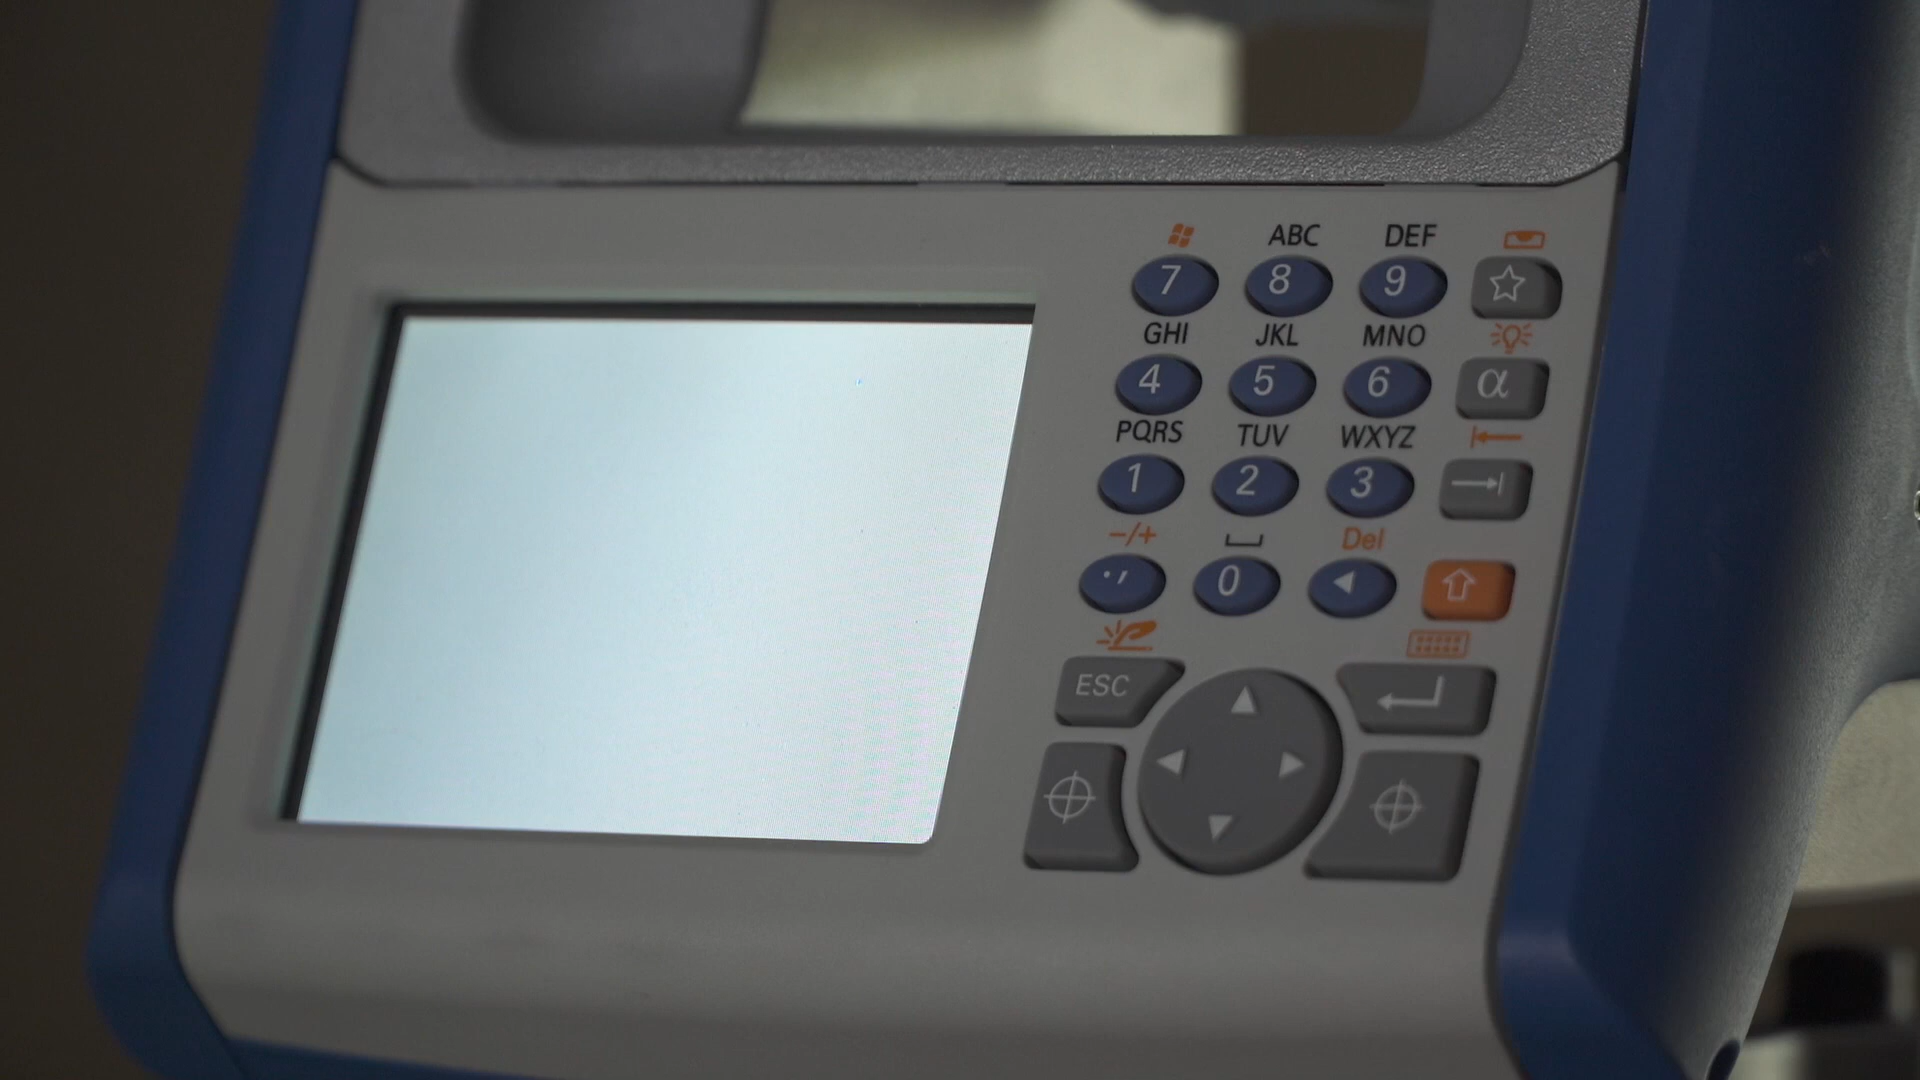 ABC DEF
7 8 9
GHI JKL MNO
4 5 6 α
PQRS TUV WXYZ
1 2 3
-/+ Del
., 0
ESC